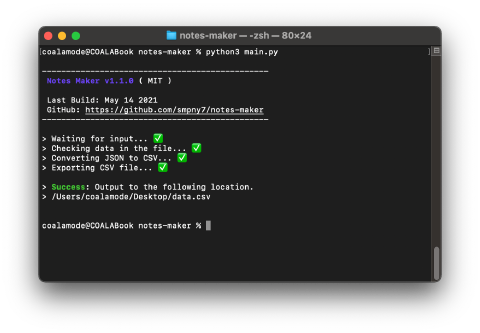 notes-maker — -zsh — 80×24
[coalamode@COALABook notes-maker % python3 main.py ]
------------------------------------------------
Notes Maker v1.1.0 ( MIT )
Last Build: May 14 2021
GitHub: https://github.com/smpny7/notes-maker
------------------------------------------------
> Waiting for input... ✅
> Checking data in the file... ✅
> Converting JSON to CSV... ✅
> Exporting CSV file... ✅
> Success: Output to the following location.
> /Users/coalamode/Desktop/data.csv
coalamode@COALABook notes-maker %